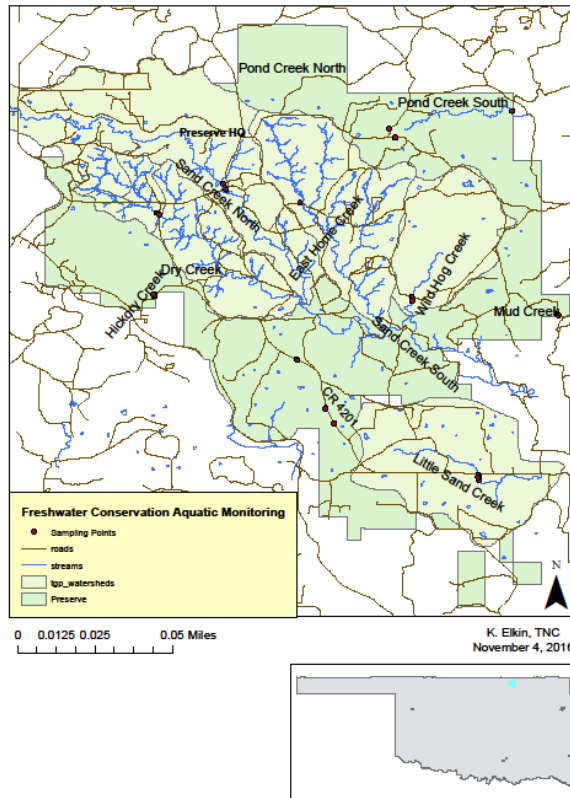 Pond Creek North
Pond Creek South
Preserve HQ
Sand Creek North
East Home Creek
Dry Creek
Hickory Creek
Wild Hog Creek
Mud Creek
Sand Creek South
CR 4201
Little Sand Creek
Freshwater Conservation Aquatic Monitoring
Sampling Points
roads
streams
tgp_watersheds
Preserve
N
0 0.0125 0.025 0.05 Miles
K. Elkin, TNC
November 4, 2016